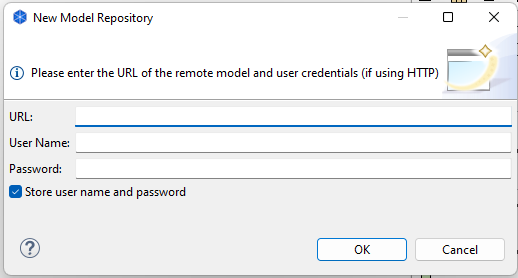 New Model Repository
Please enter the URL of the remote model and user credentials (if using HTTP)
URL:
User Name:
Password:
Store user name and password
?
OK
Cancel